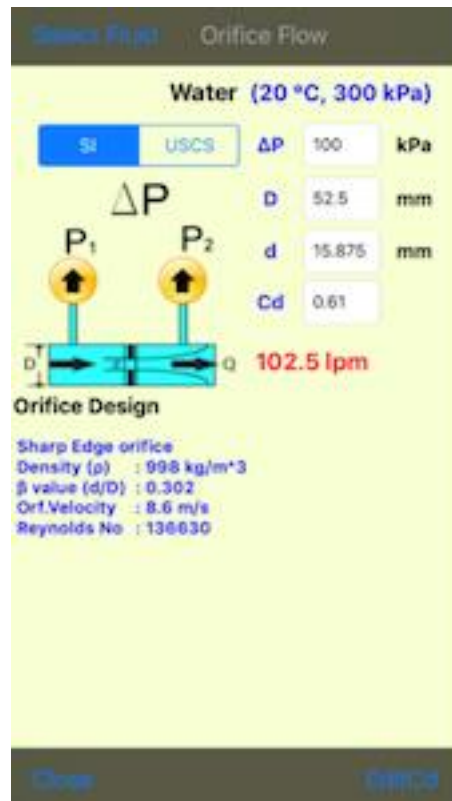 Select Fluid Orifice Flow
Water (20 °C, 300 kPa)
SI USCS ΔP 100 kPa
ΔP
D 52.5 mm
P1 P2
d 15.875 mm
Cd 0.61
D Q
102.5 lpm
Orifice Design
Sharp Edge orifice
Density (ρ) : 998 kg/m^3
β value (d/D) : 0.302
Orf.Velocity : 8.6 m/s
Reynolds No : 136630
Close